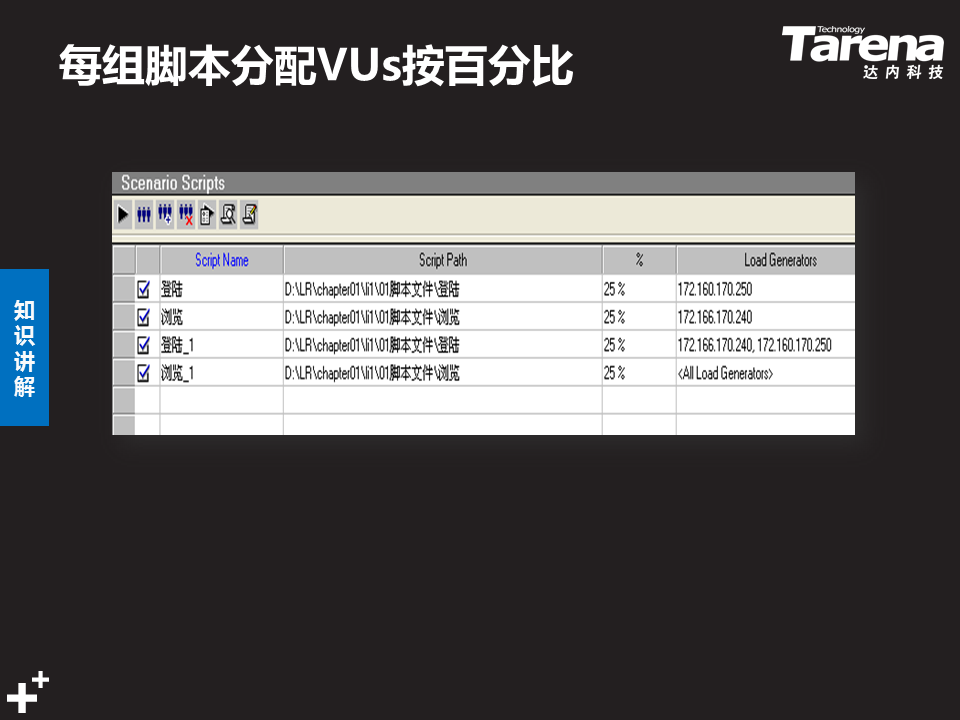 每组脚本分配VUs按百分比
Technology
Tarena
达内科技
Scenario Scripts
Script Name Script Path % Load Generators
登陆 D:\LR\chapter01\li1\01脚本文件\登陆 25 % 172.160.170.250
浏览 D:\LR\chapter01\li1\01脚本文件\浏览 25 % 172.166.170.240
登陆_1 D:\LR\chapter01\li1\01脚本文件\登陆 25 % 172.166.170.240, 172.160.170.250
浏览_1 D:\LR\chapter01\li1\01脚本文件\浏览 25 % <All Load Generators>
知识讲解